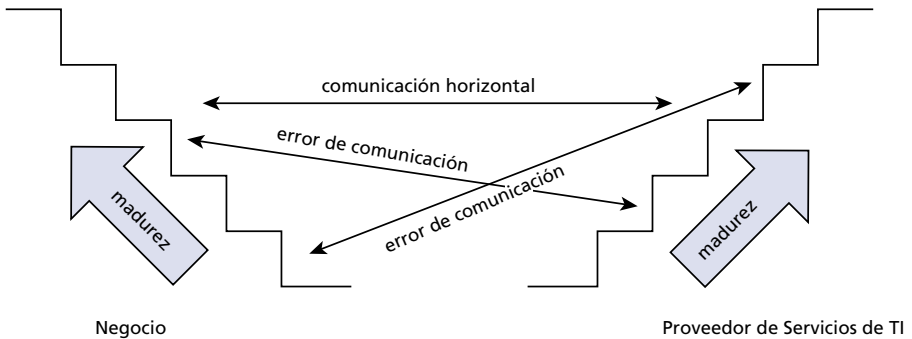 comunicación horizontal
error de comunicación
error de comunicación
madurez
madurez
Negocio
Proveedor de Servicios de TI